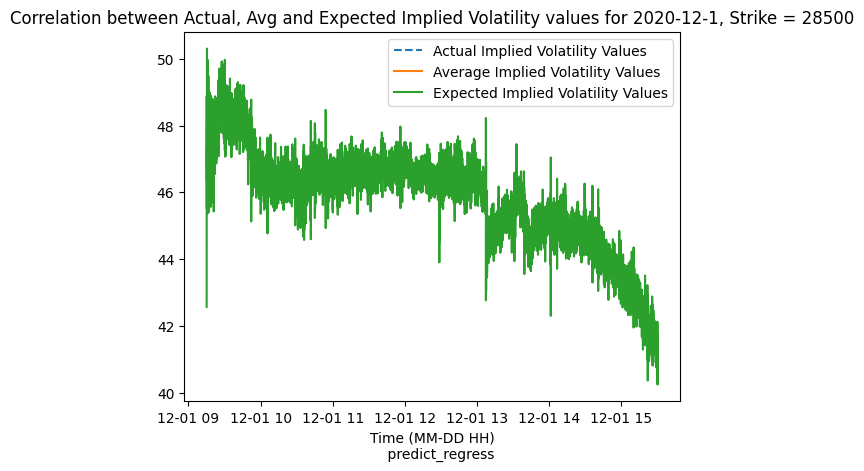 Correlation between Actual, Avg and Expected Implied Volatility values for 2020-12-1, Strike = 28500
50
48
46
44
42
40
Actual Implied Volatility Values
Average Implied Volatility Values
Expected Implied Volatility Values
12-01 09 12-01 10 12-01 11 12-01 12 12-01 13 12-01 14 12-01 15
Time (MM-DD HH)
predict_regress